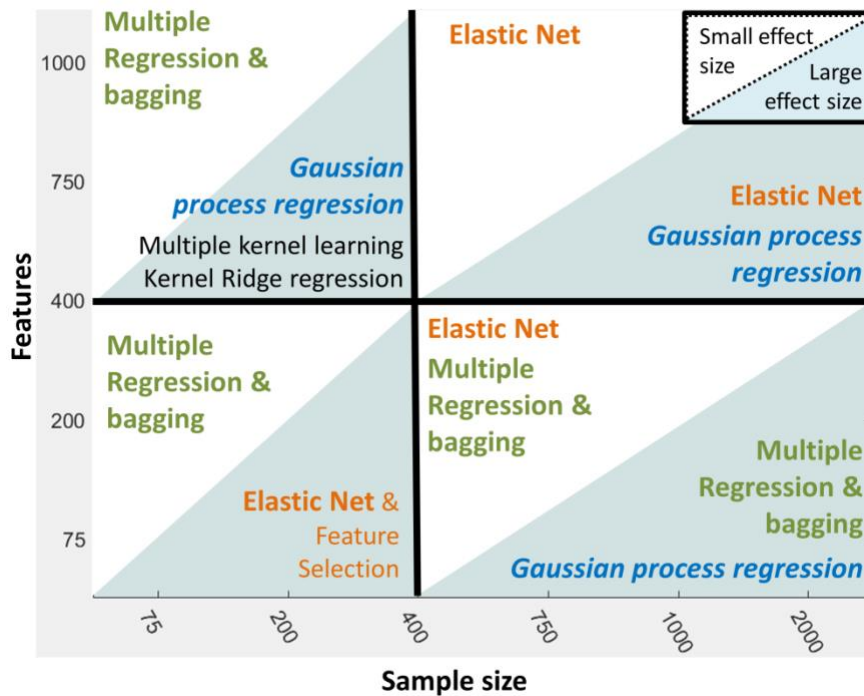 Multiple
Regression &
bagging
Elastic Net
Small effect
size
Large
effect size
Gaussian
process regression
Multiple kernel learning
Kernel Ridge regression
Elastic Net
Gaussian process
regression
Multiple
Regression &
bagging
Elastic Net &
Feature
Selection
Elastic Net
Multiple
Regression &
bagging
Multiple
Regression &
bagging
Gaussian process regression
Features
1000
750
400
200
75
75
200
400
750
1000
2000
Sample size